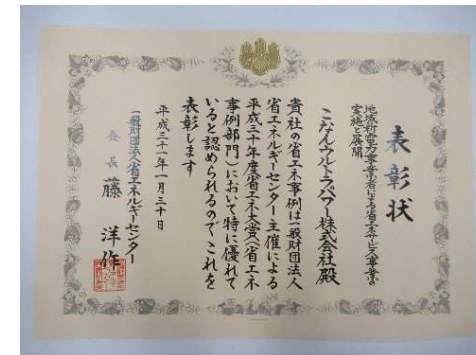 表彰状
地域新電力事業者による省エネサービス事業の
実施と展開
こなんウルトラパワー株式会社殿
貴社の省エネ事例は一般財団法人
省エネルギーセンター主催による
平成三十年度省エネ大賞(省エネ
事例部門)において特に優れて
いると認められるのでこれを
表彰します
平成三十一年一月三十日
一般財団法人省エネルギーセンター
会長 藤 洋作